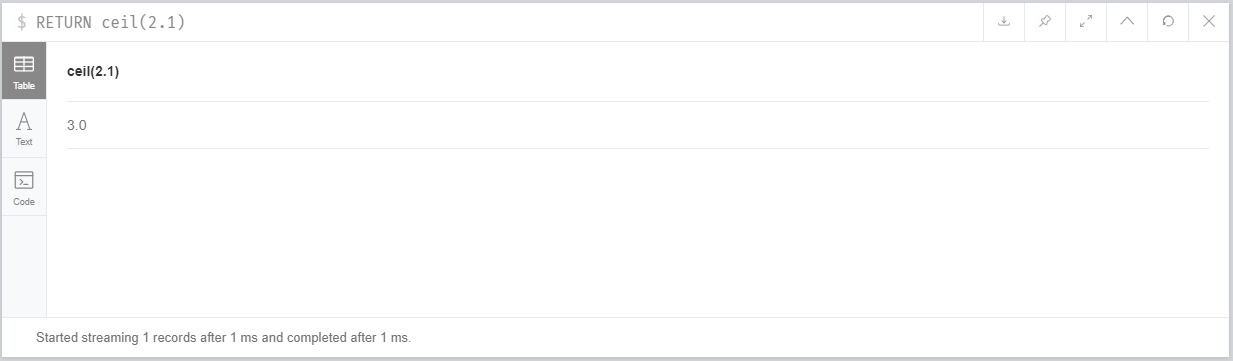 $ RETURN ceil(2.1)
Table
ceil(2.1)
3.0
Text
Code
Started streaming 1 records after 1 ms and completed after 1 ms.